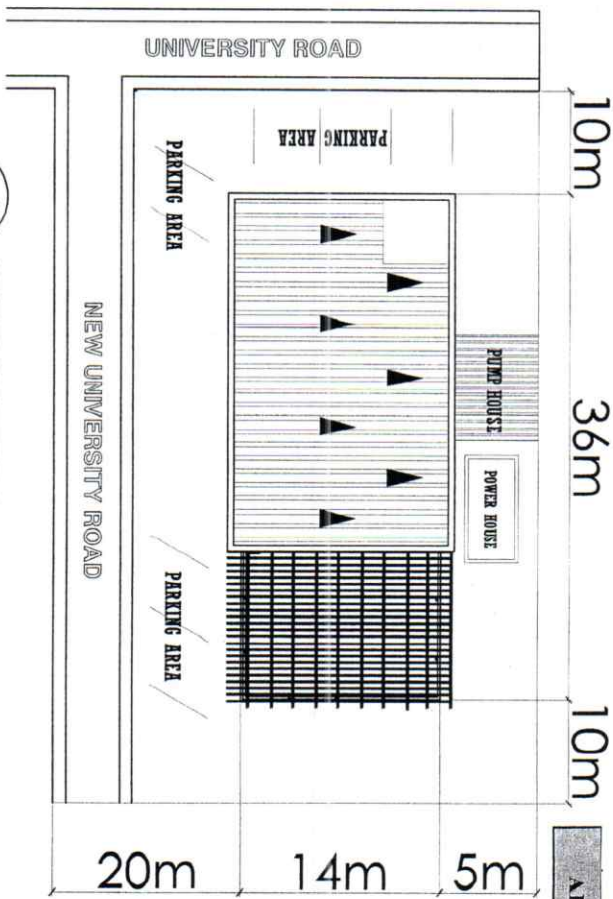 UNIVERSITY ROAD
10m
PARKING AREA
PARKING AREA
36m
PUMP HOUSE
POWER HOUSE
NEW UNIVERSITY ROAD
PARKING AREA
10m
20m
14m
5m